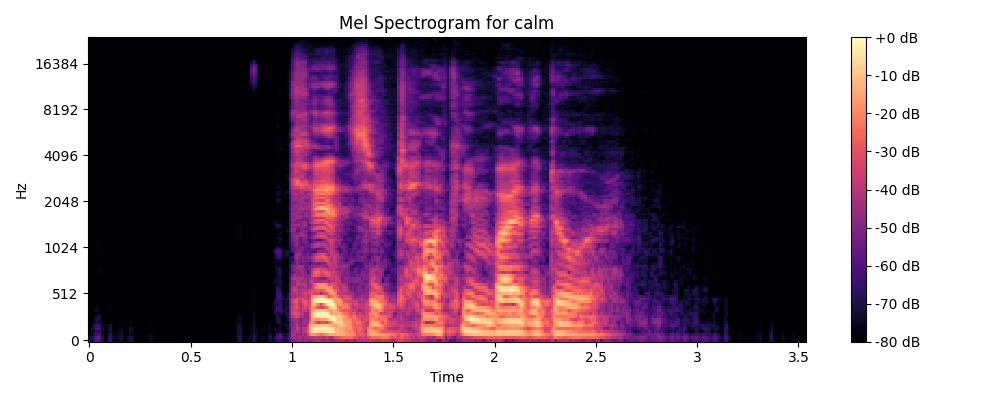 Mel Spectrogram for calm
Hz
16384
8192
4096
2048
1024
512
0
0 0.5 1 1.5 2 2.5 3 3.5
Time
+0 dB
-10 dB
-20 dB
-30 dB
-40 dB
-50 dB
-60 dB
-70 dB
-80 dB